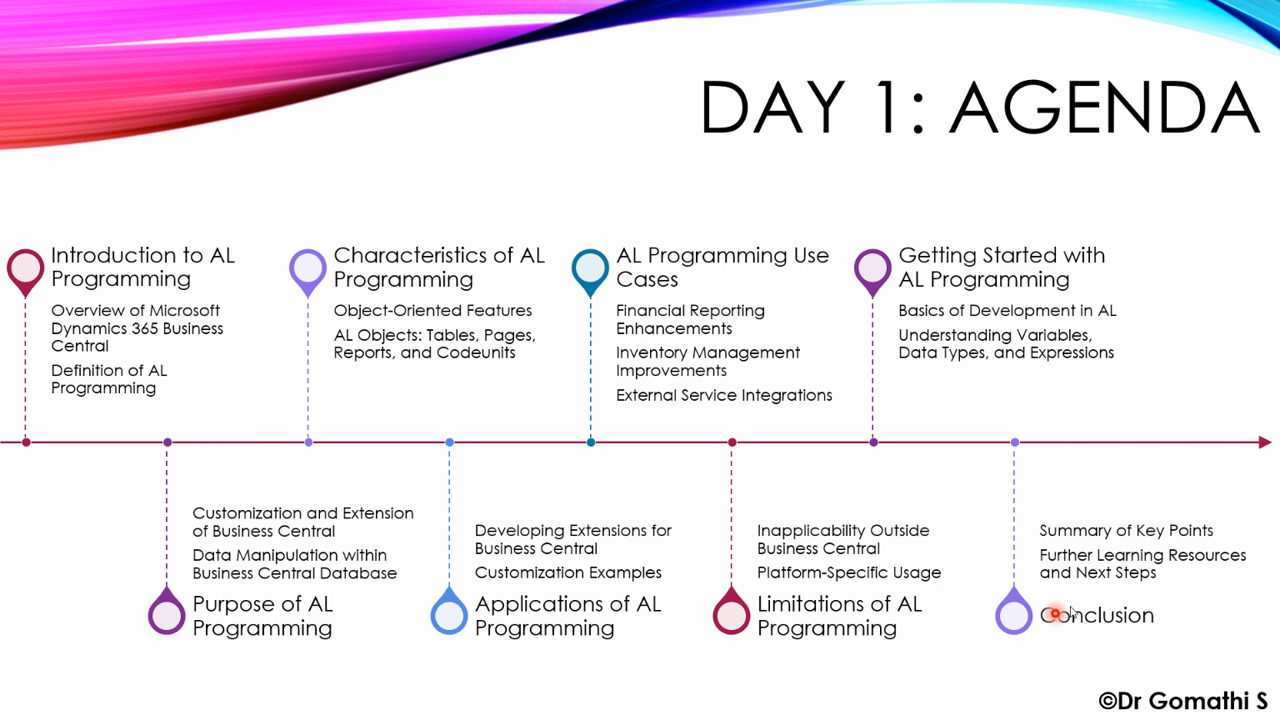 DAY 1: AGENDA
Introduction to AL
Programming
Overview of Microsoft
Dynamics 365 Business
Central
Definition of AL
Programming
Characteristics of AL
Programming
Object-Oriented Features
AL Objects: Tables, Pages,
Reports, and Codeunits
AL Programming Use
Cases
Financial Reporting
Enhancements
Inventory Management
Improvements
External Service Integrations
Getting Started with
AL Programming
Basics of Development in AL
Understanding Variables,
Data Types, and Expressions
Customization and Extension
of Business Central
Data Manipulation within
Business Central Database
Purpose of AL
Programming
Developing Extensions for
Business Central
Customization Examples
Applications of AL
Programming
Inapplicability Outside
Business Central
Platform-Specific Usage
Limitations of AL
Programming
Summary of Key Points
Further Learning Resources
and Next Steps
Conclusion
©Dr Gomathi S